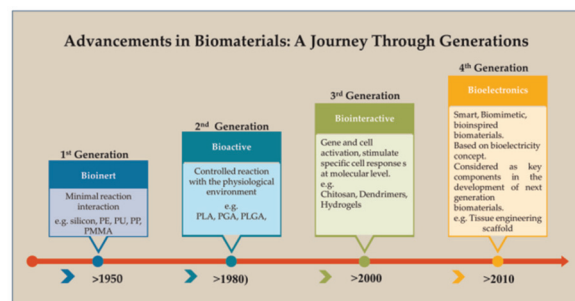 Advancements in Biomaterials: A Journey Through Generations
1st Generation
Bioinert
Minimal reaction
interaction
e.g. silicon, PE, PU, PP,
PMMA
>1950
2nd Generation
Bioactive
Controlled reaction
with the physiological
environment
e.g.
PLA, PGA, PLGA,
>1980)
3rd Generation
Biointeractive
Gene and cell
activation, stimulate
specific cell response s
at molecular level.
e.g.
Chitosan, Dendrimers,
Hydrogels
>2000
4th Generation
Bioelectronics
Smart, Biomimetic,
bioinspired
biomaterials.
Based on bioelectricity
concept.
Considered as key
components in the
development of next
generation
biomaterials.
e.g. Tissue engineering
scaffold
>2010